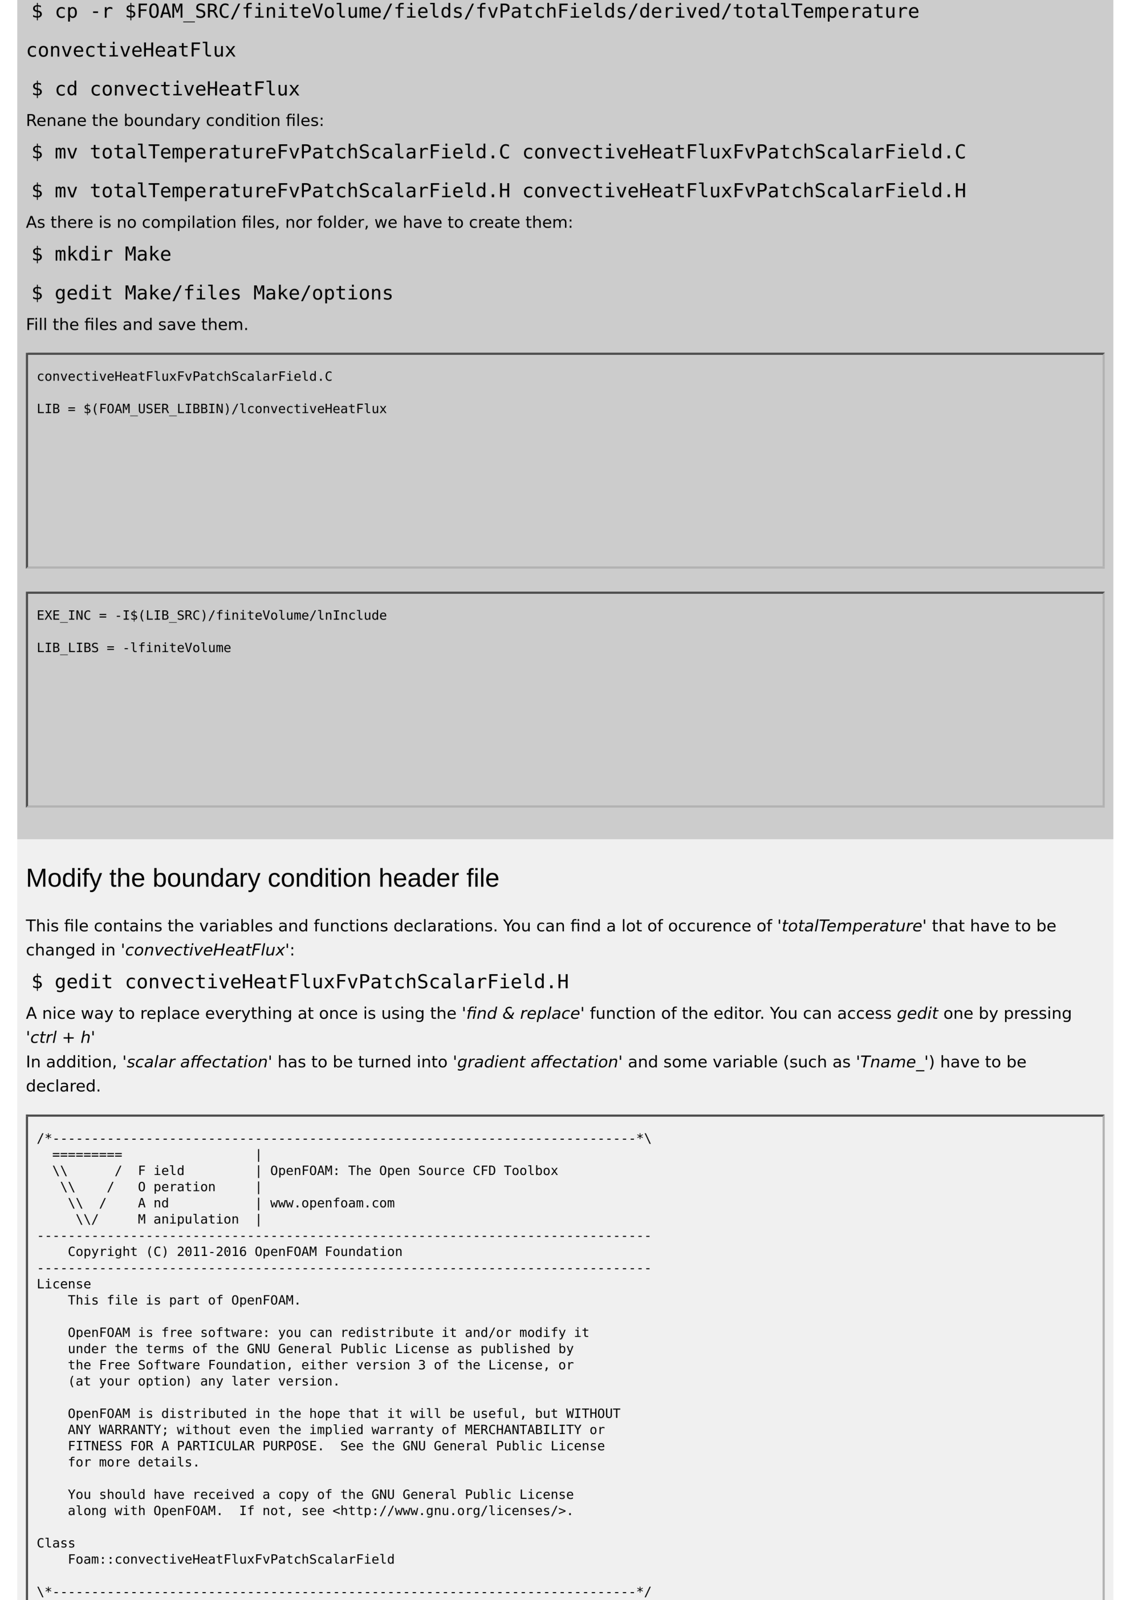 $ cp -r $FOAM_SRC/finiteVolume/fields/fvPatchFields/derived/totalTemperature
convectiveHeatFlux
$ cd convectiveHeatFlux
Renane the boundary condition files:
$ mv totalTemperatureFvPatchScalarField.C convectiveHeatFluxFvPatchScalarField.C
$ mv totalTemperatureFvPatchScalarField.H convectiveHeatFluxFvPatchScalarField.H
As there is no compilation files, nor folder, we have to create them:
$ mkdir Make
$ gedit Make/files Make/options
Fill the files and save them.
convectiveHeatFluxFvPatchScalarField.C
LIB = $(FOAM_USER_LIBBIN)/lconvectiveHeatFlux
EXE_INC = -I$(LIB_SRC)/finiteVolume/lnInclude
LIB_LIBS = -lfiniteVolume
Modify the boundary condition header file
This file contains the variables and functions declarations. You can find a lot of occurence of 'totalTemperature' that have to be
changed in 'convectiveHeatFlux':
$ gedit convectiveHeatFluxFvPatchScalarField.H
A nice way to replace everything at once is using the 'find & replace' function of the editor. You can access gedit one by pressing
'ctrl + h'
In addition, 'scalar affectation' has to be turned into 'gradient affectation' and some variable (such as 'Tname_') have to be
declared.
/*---------------------------------------------------------------------------*\
  =========                 |
  \\      /  F ield         | OpenFOAM: The Open Source CFD Toolbox
   \\    /   O peration     |
    \\  /    A nd           | www.openfoam.com
     \\/     M anipulation  |
-------------------------------------------------------------------------------
    Copyright (C) 2011-2016 OpenFOAM Foundation
-------------------------------------------------------------------------------
License
    This file is part of OpenFOAM.
    OpenFOAM is free software: you can redistribute it and/or modify it
    under the terms of the GNU General Public License as published by
    the Free Software Foundation, either version 3 of the License, or
    (at your option) any later version.
    OpenFOAM is distributed in the hope that it will be useful, but WITHOUT
    ANY WARRANTY; without even the implied warranty of MERCHANTABILITY or
    FITNESS FOR A PARTICULAR PURPOSE.  See the GNU General Public License
    for more details.
    You should have received a copy of the GNU General Public License
    along with OpenFOAM.  If not, see <http://www.gnu.org/licenses/>.
Class
    Foam::convectiveHeatFluxFvPatchScalarField
\*---------------------------------------------------------------------------*/